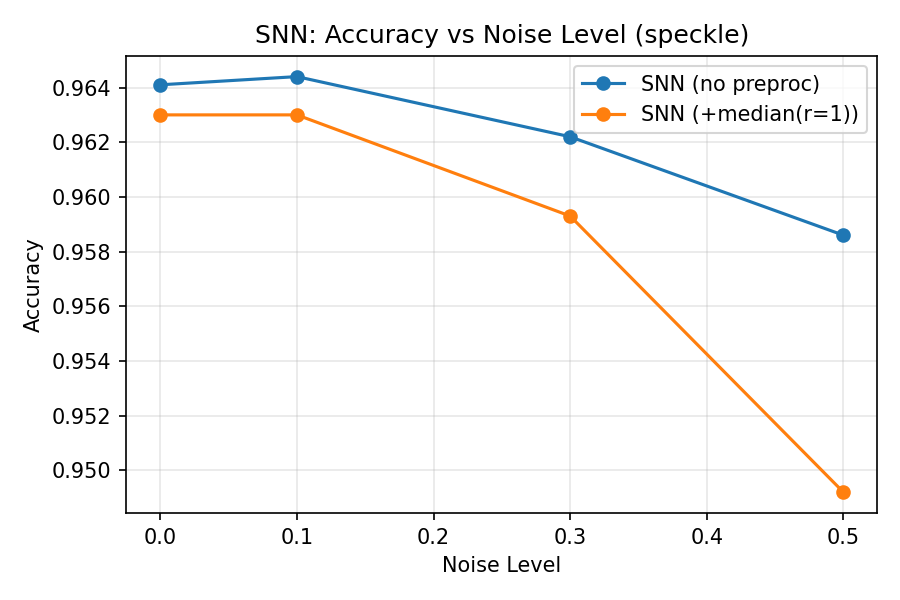 SNN: Accuracy vs Noise Level (speckle)
SNN (no preproc)
SNN (+median(r=1))
Accuracy
0.964
0.962
0.960
0.958
0.956
0.954
0.952
0.950
0.0 0.1 0.2 0.3 0.4 0.5
Noise Level